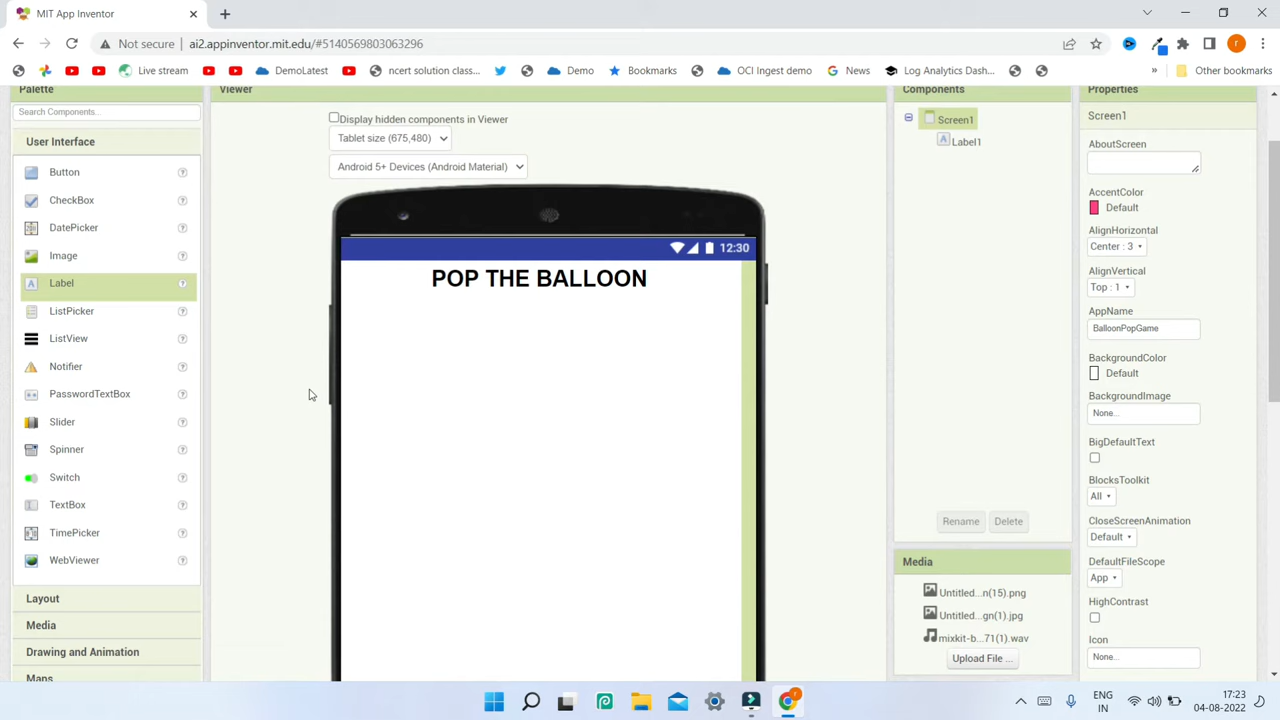 MIT App Inventor
Not secure
ai2.appinventor.mit.edu/#5140569803063296
Live stream
DemoLatest
ncert solution class...
Demo
Bookmarks
OCI Ingest demo
News
Log Analytics Dash...
»
Other bookmarks
Palette
Viewer
Components
Properties
Search Components...
User Interface
Button
CheckBox
DatePicker
Image
Label
ListPicker
ListView
Notifier
PasswordTextBox
Slider
Spinner
Switch
TextBox
TimePicker
WebViewer
Layout
Media
Drawing and Animation
Maps
Display hidden components in Viewer
Tablet size (675,480)
Android 5+ Devices (Android Material)
12:30
POP THE BALLOON
Screen1
Label1
Rename
Delete
Media
Untitled...n(15).png
Untitled...gn(1).jpg
mixkit-b...71(1).wav
Upload File ...
Screen1
AboutScreen
AccentColor
Default
AlignHorizontal
Center : 3
AlignVertical
Top : 1
AppName
BalloonPopGame
BackgroundColor
Default
BackgroundImage
None...
BigDefaultText
BlocksToolkit
All
CloseScreenAnimation
Default
DefaultFileScope
App
HighContrast
Icon
None...
ENG
IN
17:23
04-08-2022